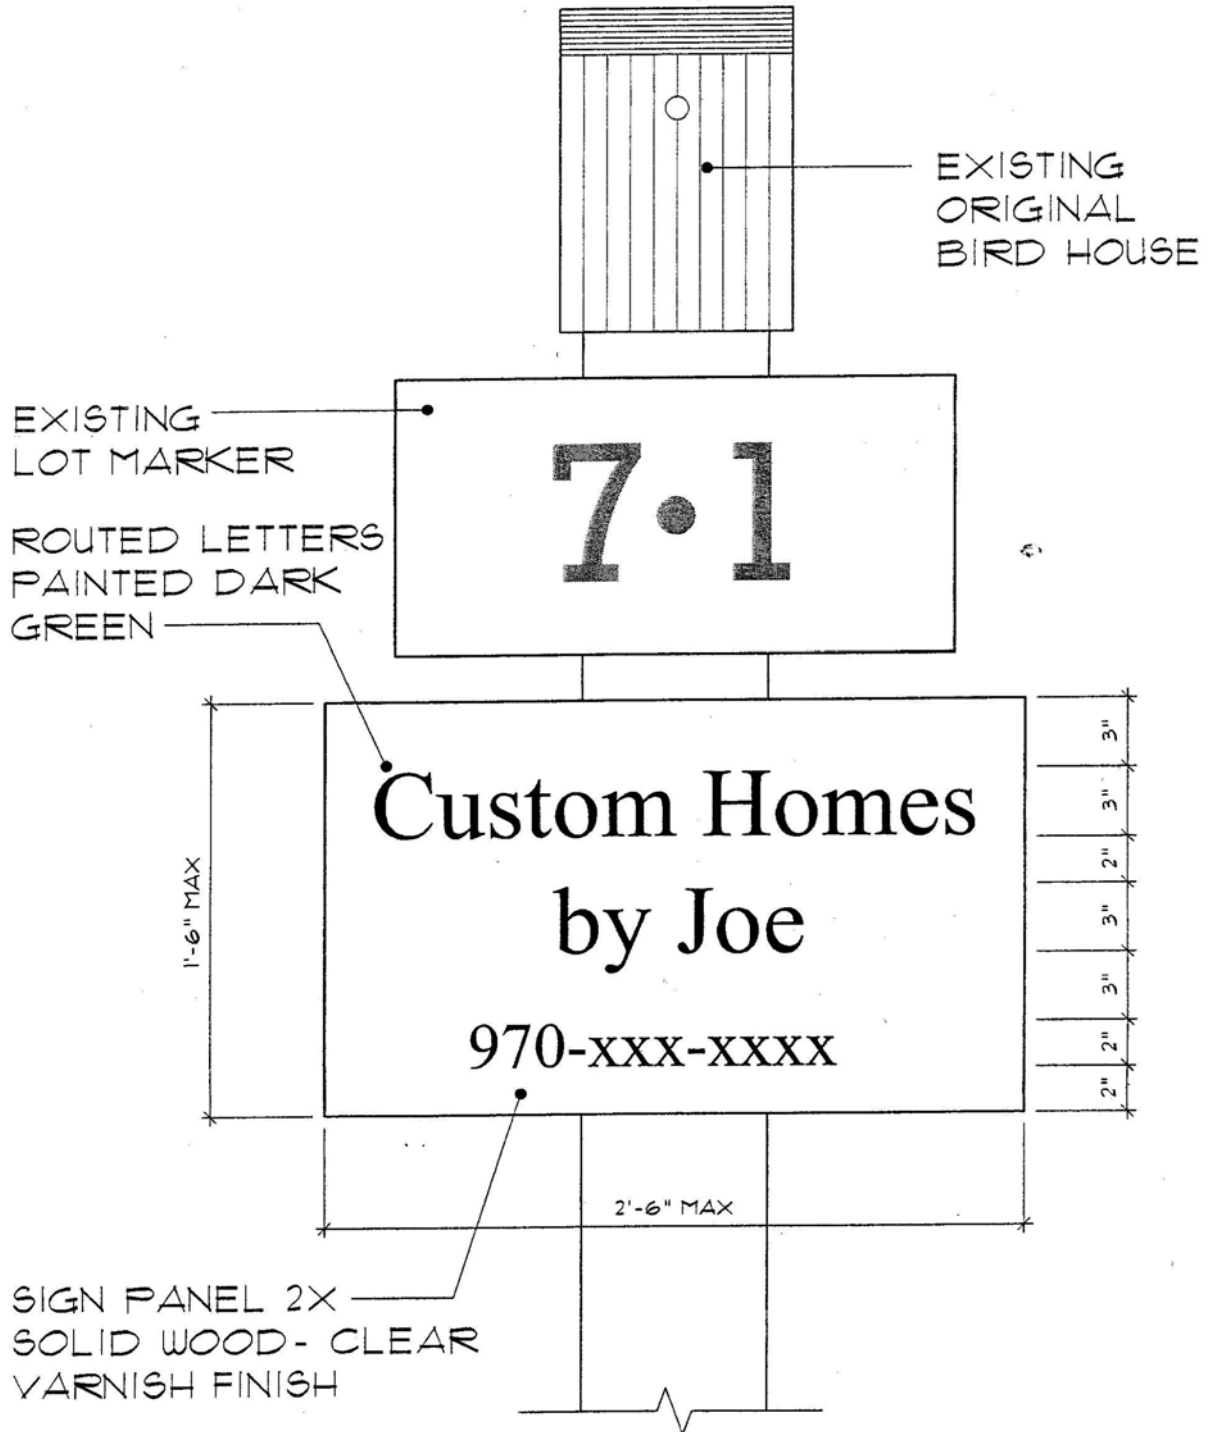 EXISTING
ORIGINAL
BIRD HOUSE
EXISTING
LOT MARKER
7•1
ROUTED LETTERS
PAINTED DARK
GREEN
Custom Homes
by Joe
970-xxx-xxxx
1'-6" MAX
3"
3"
2"
3"
3"
2"
2"
2'-6" MAX
SIGN PANEL 2X
SOLID WOOD- CLEAR
VARNISH FINISH